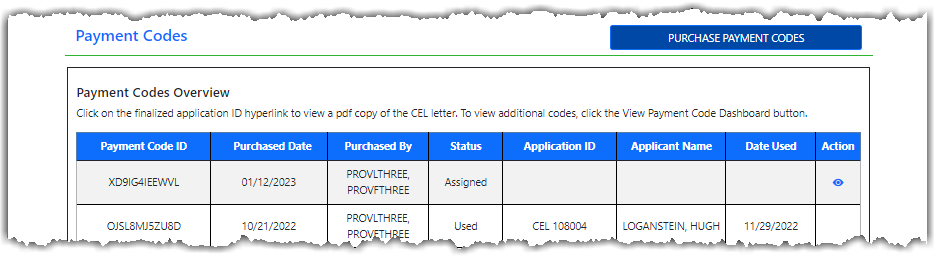 Payment Codes
PURCHASE PAYMENT CODES
Payment Codes Overview
Click on the finalized application ID hyperlink to view a pdf copy of the CEL letter. To view additional codes, click the View Payment Code Dashboard button.
Payment Code ID Purchased Date Purchased By Status Application ID Applicant Name Date Used Action
XD9IG4IEEWVL 01/12/2023 PROVLTHREE, PROVFTHREE Assigned
OJSL8MJ5ZU8D 10/21/2022 PROVLTHREE, PROVFTHREE Used CEL 108004 LOGANSTEIN, HUGH 11/29/2022